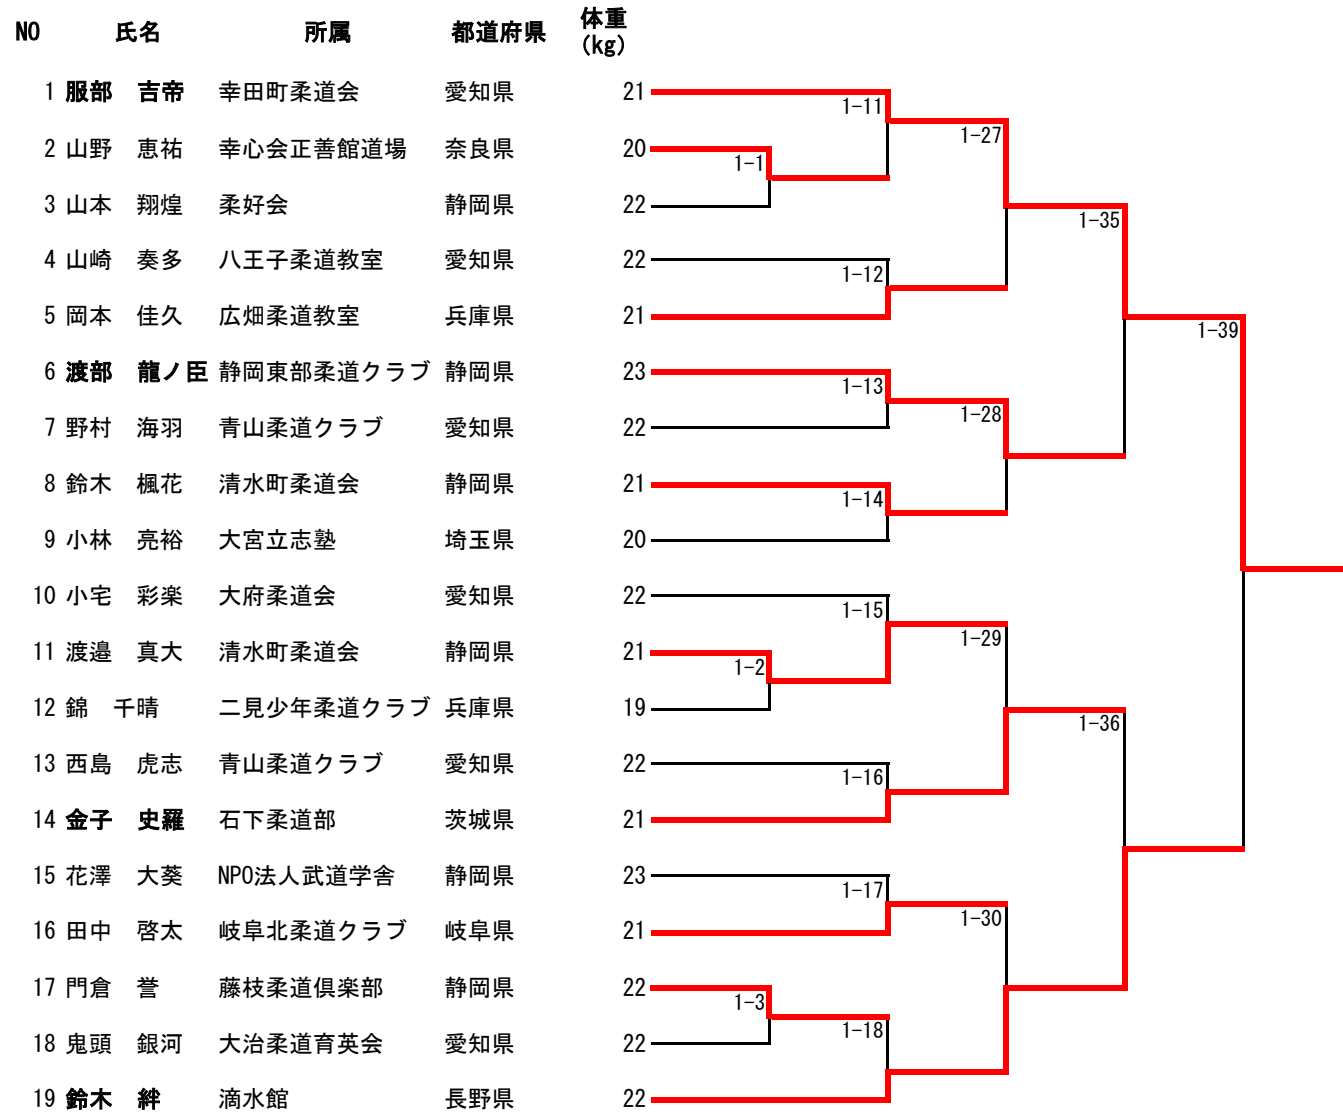 NO 氏名 所属 都道府県 体重(kg)
1 服部　吉帝 幸田町柔道会 愛知県 21
2 山野　恵祐 幸心会正善館道場 奈良県 20
3 山本　翔煌 柔好会 静岡県 22
4 山崎　奏多 八王子柔道教室 愛知県 22
5 岡本　佳久 広畑柔道教室 兵庫県 21
6 渡部　龍ノ臣 静岡東部柔道クラブ 静岡県 23
7 野村　海羽 青山柔道クラブ 愛知県 22
8 鈴木　楓花 清水町柔道会 静岡県 21
9 小林　亮裕 大宮立志塾 埼玉県 20
10 小宅　彩楽 大府柔道会 愛知県 22
11 渡邉　真大 清水町柔道会 静岡県 21
12 錦　千晴 二見少年柔道クラブ 兵庫県 19
13 西島　虎志 青山柔道クラブ 愛知県 22
14 金子　史羅 石下柔道部 茨城県 21
15 花澤　大葵 NPO法人武道学舎 静岡県 23
16 田中　啓太 岐阜北柔道クラブ 岐阜県 21
17 門倉　誉 藤枝柔道倶楽部 静岡県 22
18 鬼頭　銀河 大治柔道育英会 愛知県 22
19 鈴木　絆 滴水館 長野県 22
1-1
1-2
1-3
1-11
1-12
1-13
1-14
1-15
1-16
1-17
1-18
1-27
1-28
1-29
1-30
1-35
1-36
1-39